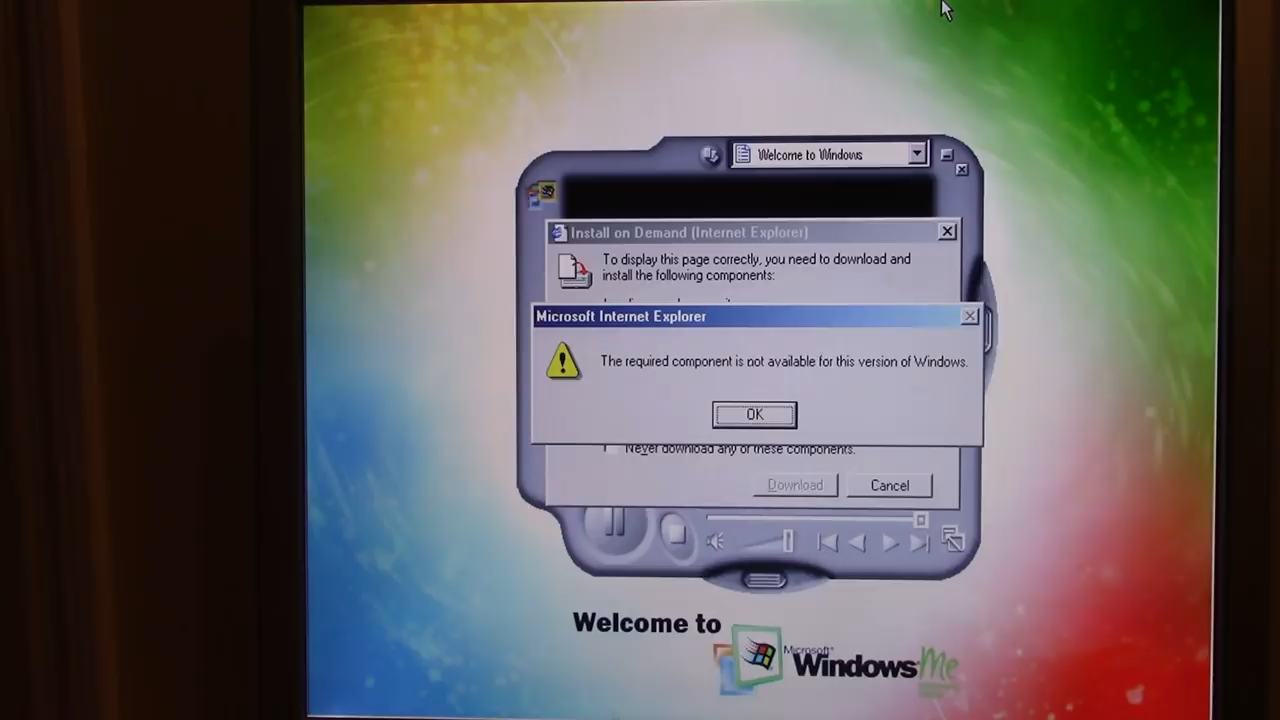 Welcome to Windows
Install on Demand (Internet Explorer)
To display this page correctly, you need to download and
install the following components:
Microsoft Internet Explorer
The required component is not available for this version of Windows.
OK
Never download any of these components.
Download
Cancel
Welcome to
Microsoft
Windows Me